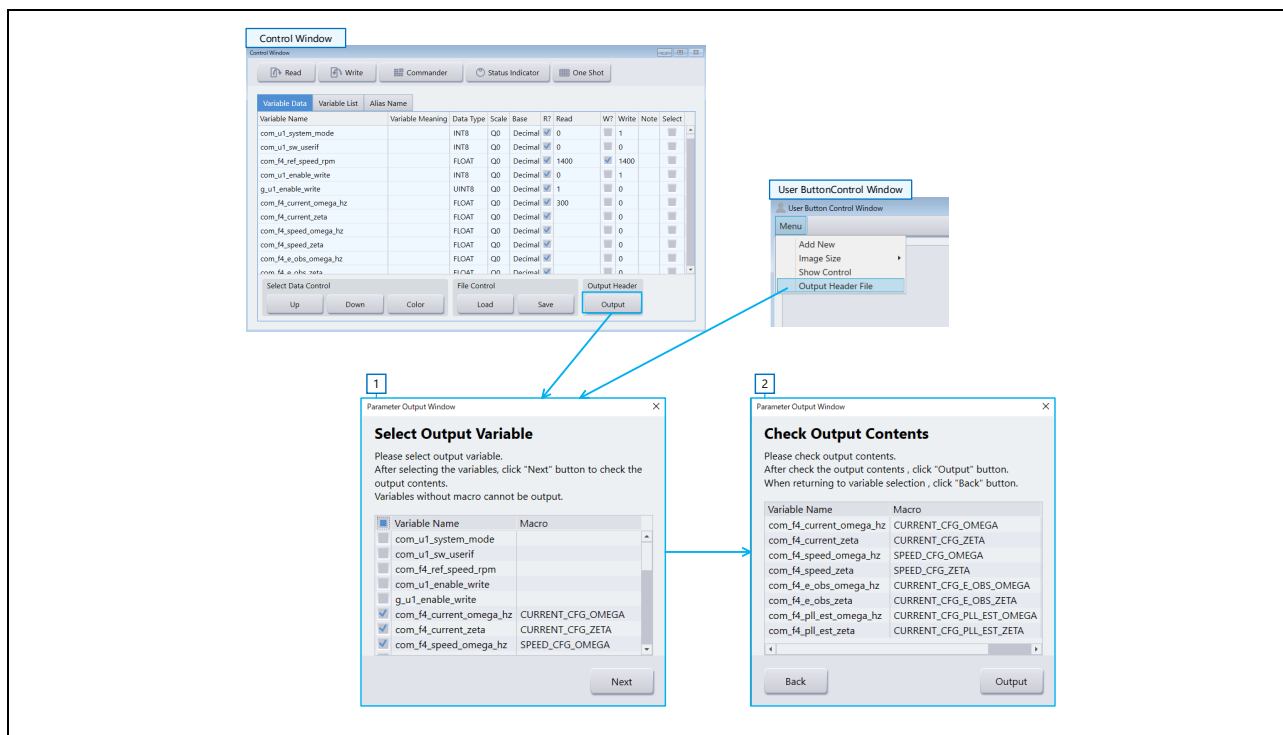 Control Window
Control Window
Read Write Commander Status Indicator One Shot
Variable Data Variable List Alias Name
Variable Name Variable Meaning Data Type Scale Base R? Read W? Write Note Select
com_u1_system_mode INT8 Q0 Decimal 0 1
com_u1_sw_userif INT8 Q0 Decimal 0 0
com_f4_ref_speed_rpm FLOAT Q0 Decimal 1400 1400
com_u1_enable_write INT8 Q0 Decimal 0 1
g_u1_enable_write UINT8 Q0 Decimal 1 0
com_f4_current_omega_hz FLOAT Q0 Decimal 300 0
com_f4_current_zeta FLOAT Q0 Decimal 0
com_f4_speed_omega_hz FLOAT Q0 Decimal 0
com_f4_speed_zeta FLOAT Q0 Decimal 0
com_f4_e_obs_omega_hz FLOAT Q0 Decimal 0
com_f4_e_obs_zeta FLOAT Q0 Decimal 0
Select Data Control File Control Output Header
Up Down Color Load Save Output
User ButtonControl Window
User Button Control Window
Menu
Add New
Image Size
Show Control
Output Header File
1
Parameter Output Window
Select Output Variable
Please select output variable.
After selecting the variables, click "Next" button to check the
output contents.
Variables without macro cannot be output.
Variable Name Macro
com_u1_system_mode
com_u1_sw_userif
com_f4_ref_speed_rpm
com_u1_enable_write
g_u1_enable_write
com_f4_current_omega_hz CURRENT_CFG_OMEGA
com_f4_current_zeta CURRENT_CFG_ZETA
com_f4_speed_omega_hz SPEED_CFG_OMEGA
Next
2
Parameter Output Window
Check Output Contents
Please check output contents.
After check the output contents , click "Output" button.
When returning to variable selection , click "Back" button.
Variable Name Macro
com_f4_current_omega_hz CURRENT_CFG_OMEGA
com_f4_current_zeta CURRENT_CFG_ZETA
com_f4_speed_omega_hz SPEED_CFG_OMEGA
com_f4_speed_zeta SPEED_CFG_ZETA
com_f4_e_obs_omega_hz CURRENT_CFG_E_OBS_OMEGA
com_f4_e_obs_zeta CURRENT_CFG_E_OBS_ZETA
com_f4_pll_est_omega_hz CURRENT_CFG_PLL_EST_OMEGA
com_f4_pll_est_zeta CURRENT_CFG_PLL_EST_ZETA
Back Output